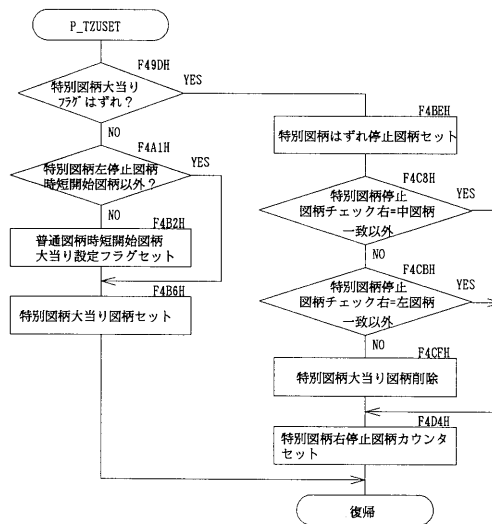 P_TZUSET
F49DH
特別図柄大当り
ﾌﾗｸﾞはずれ？
YES
NO
F4A1H
特別図柄左停止図柄
時短開始図柄以外？
YES
NO
F4B2H
普通図柄時短開始図柄
大当り設定フラグセット
F4B6H
特別図柄大当り図柄セット
F4BEH
特別図柄はずれ停止図柄セット
F4C8H
特別図柄停止
図柄チェック右=中図柄
一致以外
YES
NO
F4CBH
特別図柄停止
図柄チェック右=左図柄
一致以外
YES
NO
F4CFH
特別図柄大当り図柄削除
F4D4H
特別図柄右停止図柄カウンタ
セット
復帰